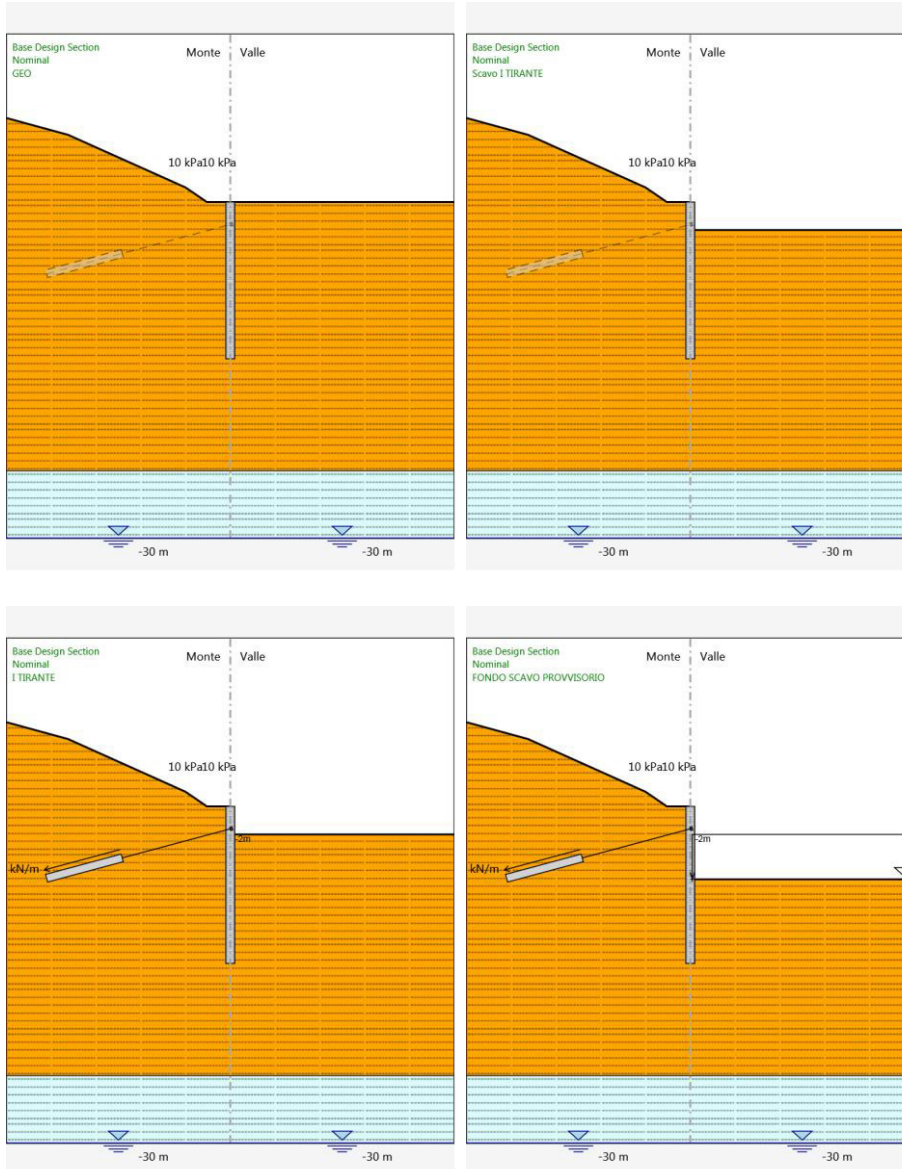 Base Design Section
Nominal
GEO
Monte
Valle
10 kPa10 kPa
-30 m
-30 m
Base Design Section
Nominal
Scavo I TIRANTE
Monte
Valle
10 kPa10 kPa
-30 m
-30 m
Base Design Section
Nominal
I TIRANTE
Monte
Valle
10 kPa10 kPa
-2m
kN/m
-30 m
-30 m
Base Design Section
Nominal
FONDO SCAVO PROVVISORIO
Monte
Valle
10 kPa10 kPa
-2m
kN/m
-30 m
-30 m